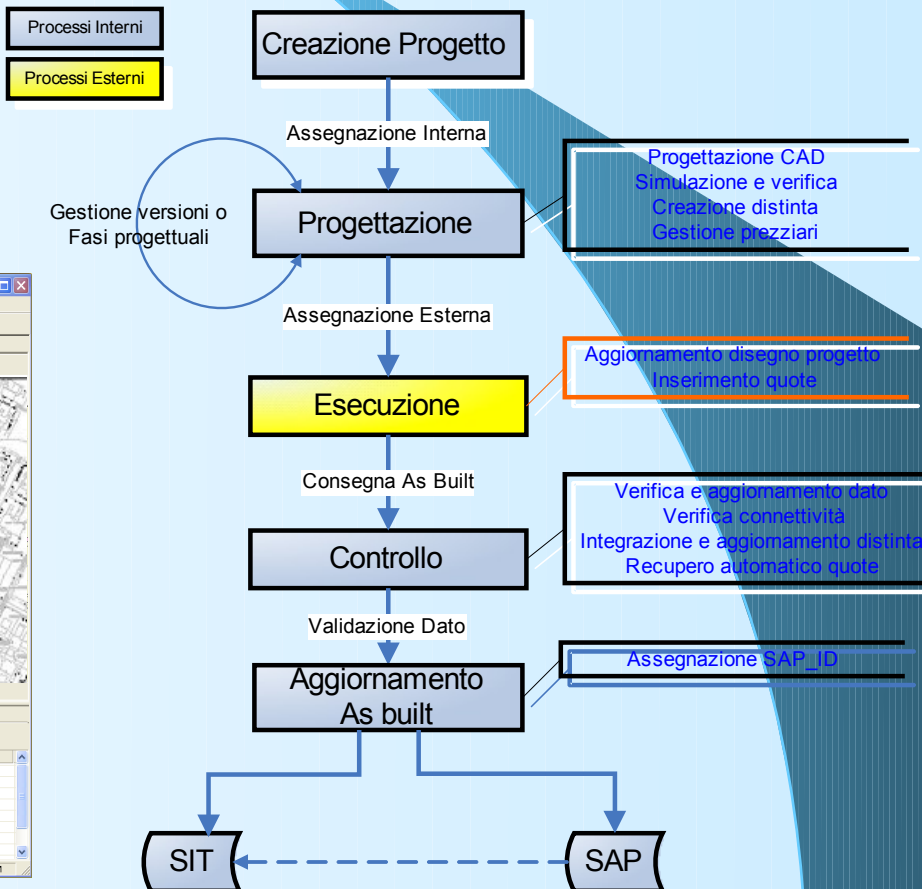 Processi Interni
Processi Esterni
Creazione Progetto
Assegnazione Interna
Gestione versioni o
Fasi progettuali
Progettazione
Progettazione CAD
Simulazione e verifica
Creazione distinta
Gestione prezziari
Assegnazione Esterna
Esecuzione
Aggiornamento disegno progetto
Inserimento quote
Consegna As Built
Controllo
Verifica e aggiornamento dato
Verifica connettività
Integrazione e aggiornamento distinta
Recupero automatico quote
Validazione Dato
Aggiornamento
As built
Assegnazione SAP_ID
SIT
SAP